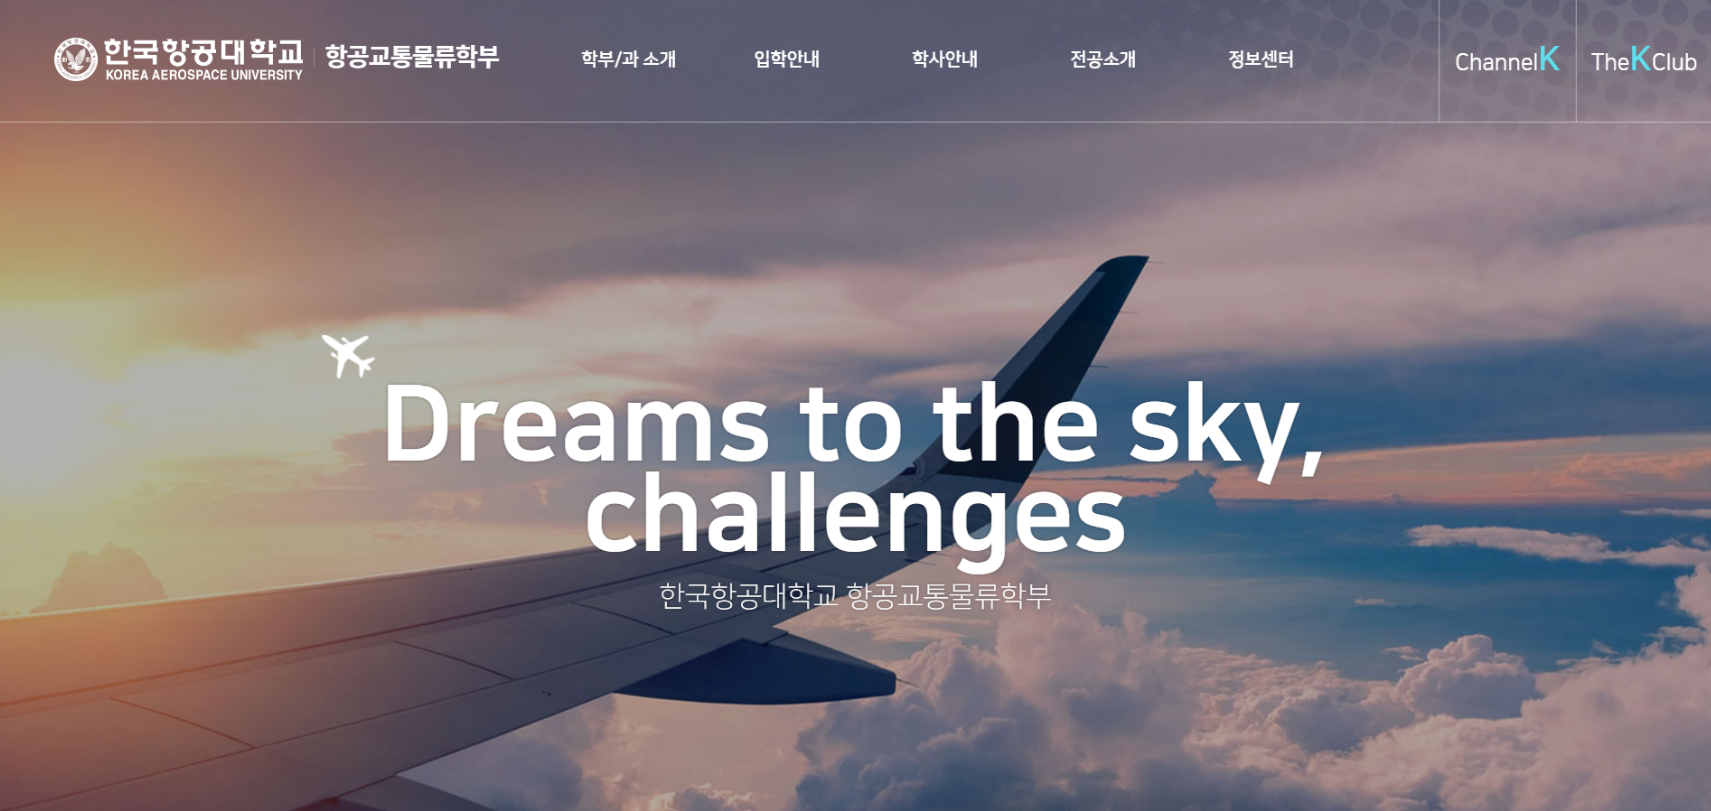 한국항공대학교
KOREA AEROSPACE UNIVERSITY
항공교통물류학부
학부/과 소개
입학안내
학사안내
전공소개
정보센터
ChannelK
TheKClub
Dreams to the sky,
challenges
한국항공대학교 항공교통물류학부